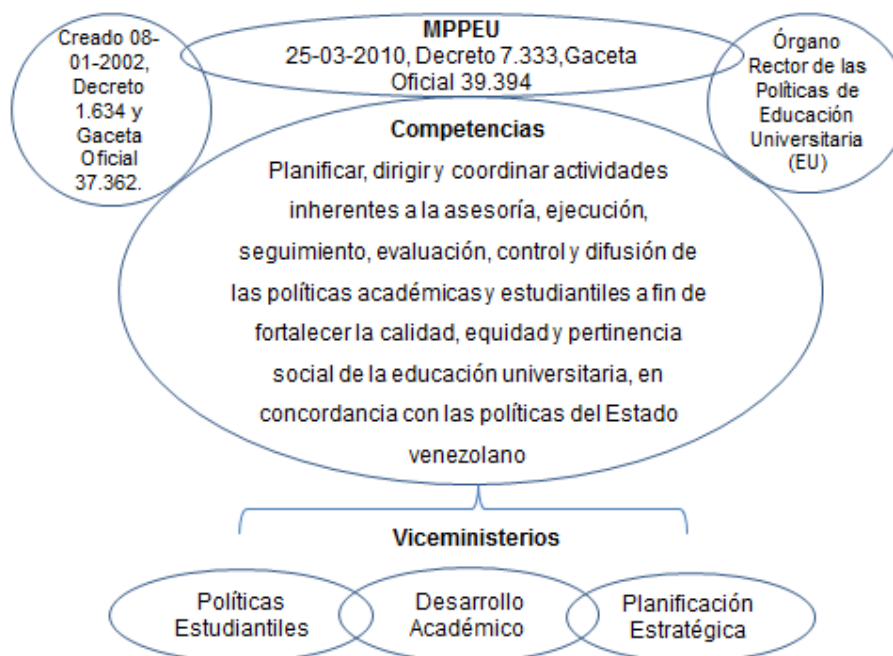 Creado 08-
01-2002,
Decreto
1.634 y
Gaceta
Oficial
37.362.
MPPEU
25-03-2010, Decreto 7.333,Gaceta
Oficial 39.394
Órgano
Rector de las
Políticas de
Educación
Universitaria
(EU)
Competencias
Planificar, dirigir y coordinar actividades
inherentes a la asesoría, ejecución,
seguimiento, evaluación, control y difusión de
las políticas académicas y estudiantiles a fin de
fortalecer la calidad, equidad y pertinencia
social de la educación universitaria, en
concordancia con las políticas del Estado
venezolano
Viceministerios
Políticas
Estudiantiles
Desarrollo
Académico
Planificación
Estratégica